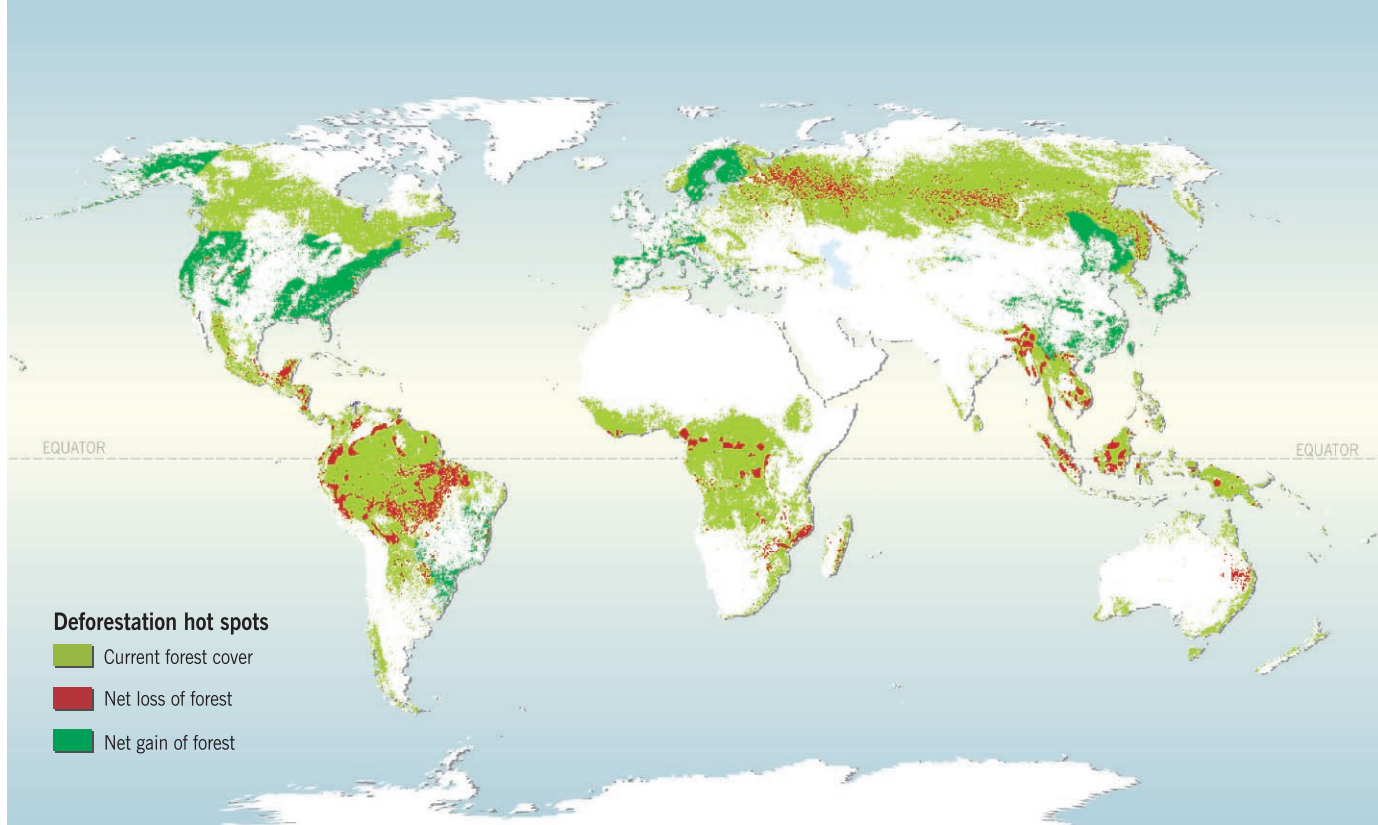 EQUATOR
EQUATOR
Deforestation hot spots
Current forest cover
Net loss of forest
Net gain of forest